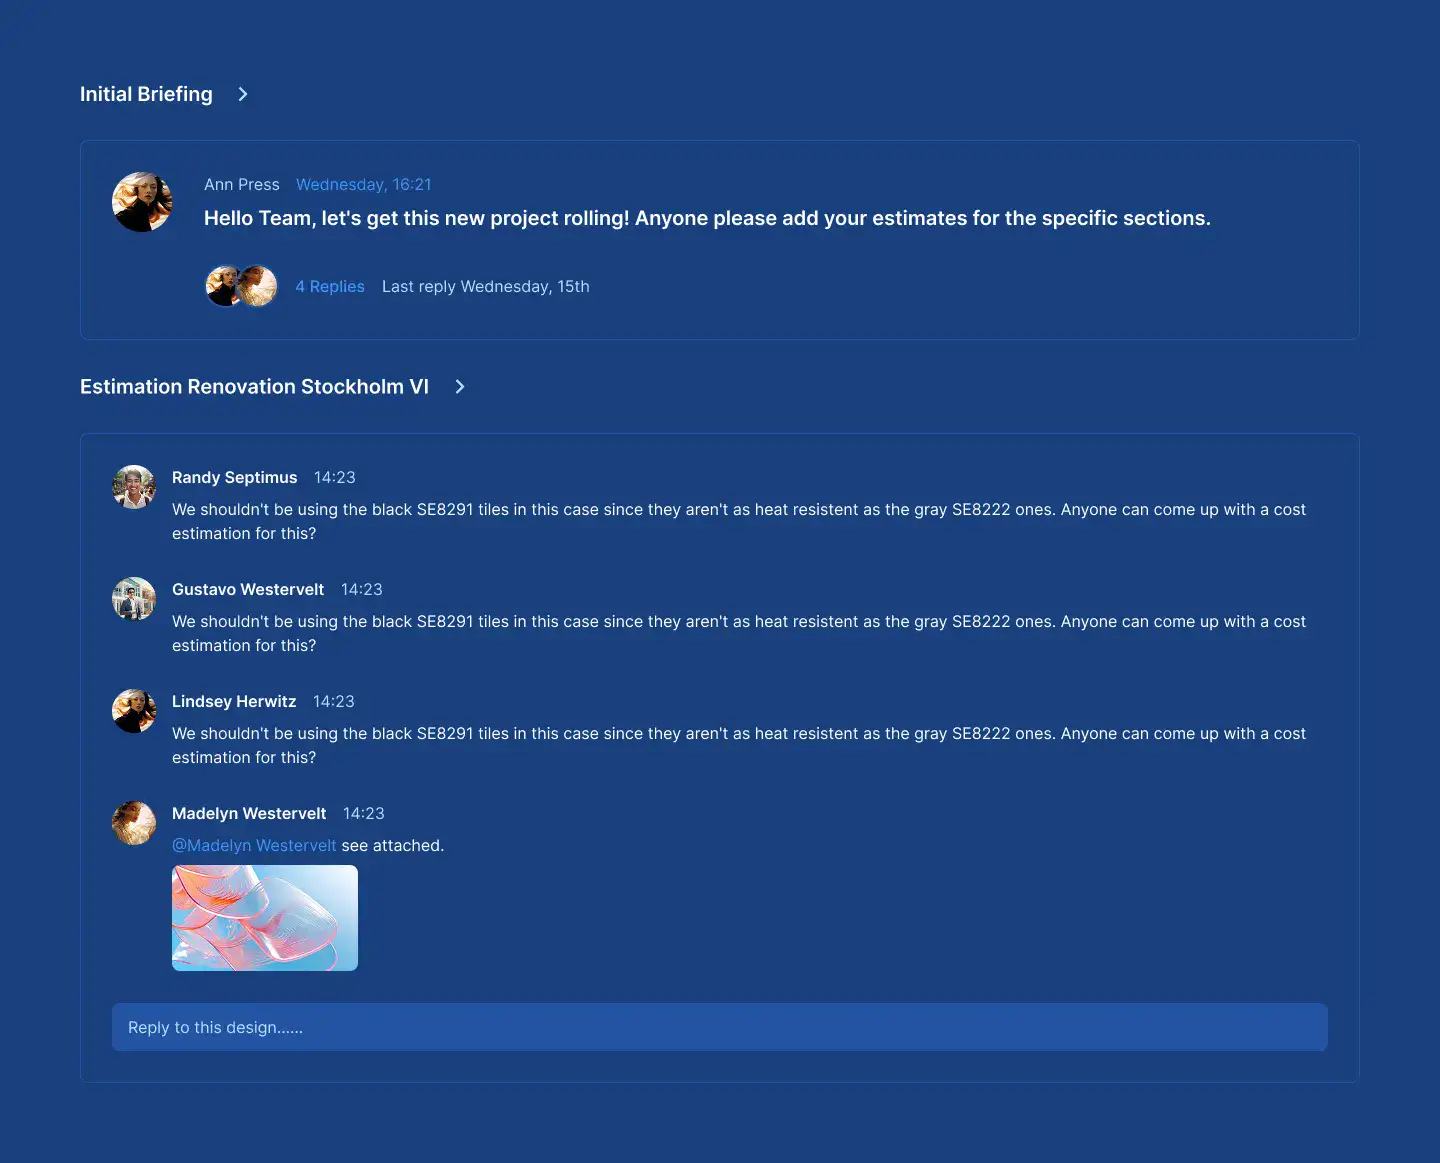 Initial Briefing
Ann Press Wednesday, 16:21
Hello Team, let's get this new project rolling! Anyone please add your estimates for the specific sections.
4 Replies Last reply Wednesday, 15th
Estimation Renovation Stockholm VI
Randy Septimus 14:23
We shouldn't be using the black SE8291 tiles in this case since they aren't as heat resistent as the gray SE8222 ones. Anyone can come up with a cost
estimation for this?
Gustavo Westervelt 14:23
We shouldn't be using the black SE8291 tiles in this case since they aren't as heat resistent as the gray SE8222 ones. Anyone can come up with a cost
estimation for this?
Lindsey Herwitz 14:23
We shouldn't be using the black SE8291 tiles in this case since they aren't as heat resistent as the gray SE8222 ones. Anyone can come up with a cost
estimation for this?
Madelyn Westervelt 14:23
@Madelyn Westervelt see attached.
Reply to this design......